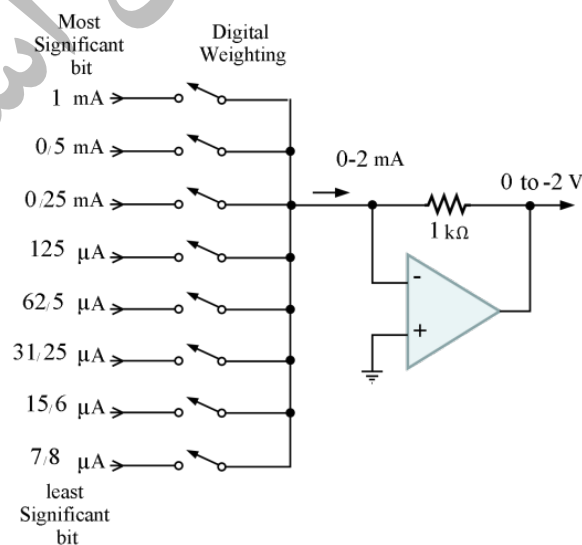 Most
Significant
bit
Digital
Weighting
1 mA
0/5 mA
0/25 mA
125 μA
62/5 μA
31/25 μA
15/6 μA
7/8 μA
least
Significant
bit
0-2 mA
0 to -2 V
1 kΩ
-
+